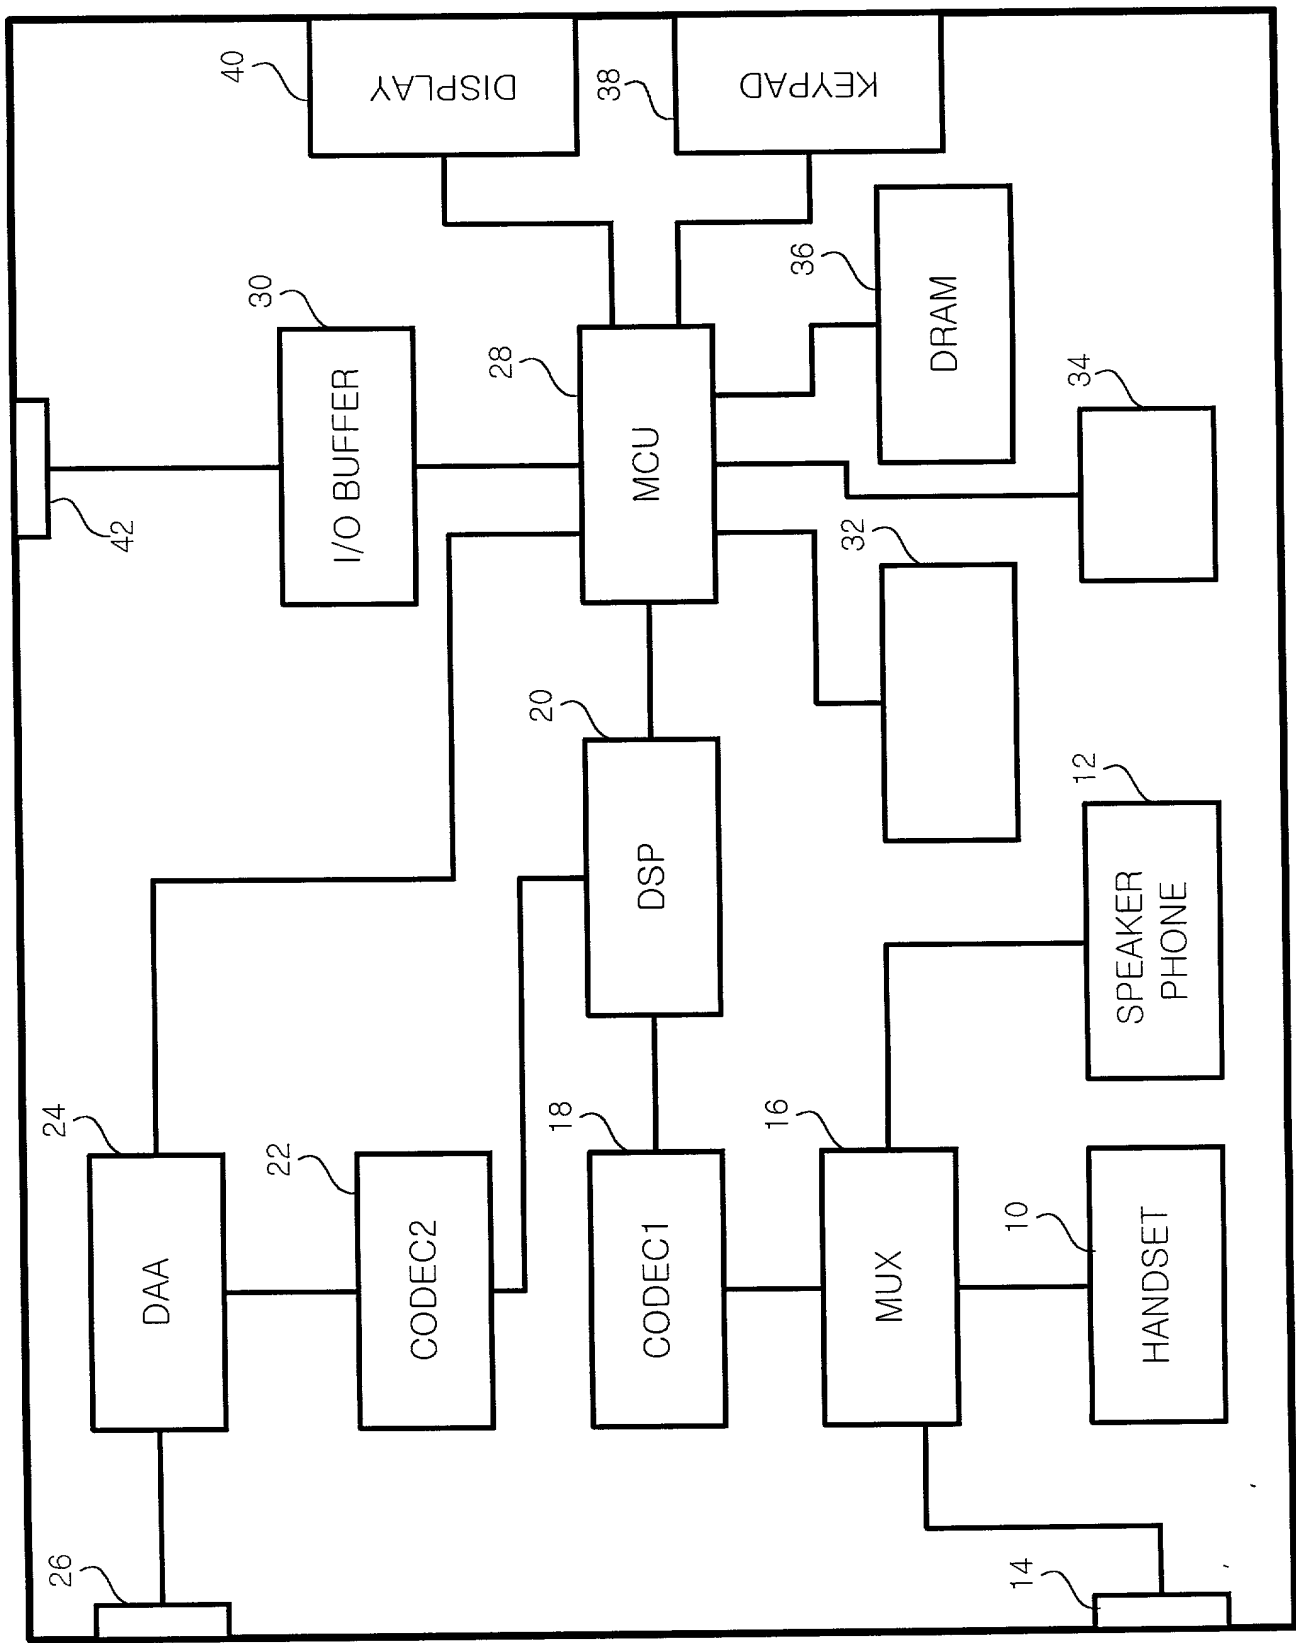 26
24
DAA
22
CODEC2
18
CODEC1
16
MUX
10
HANDSET
14
12
SPEAKER
PHONE
20
DSP
42
30
I/O BUFFER
28
MCU
32
34
36
DRAM
40
DISPLAY
38
KEYPAD